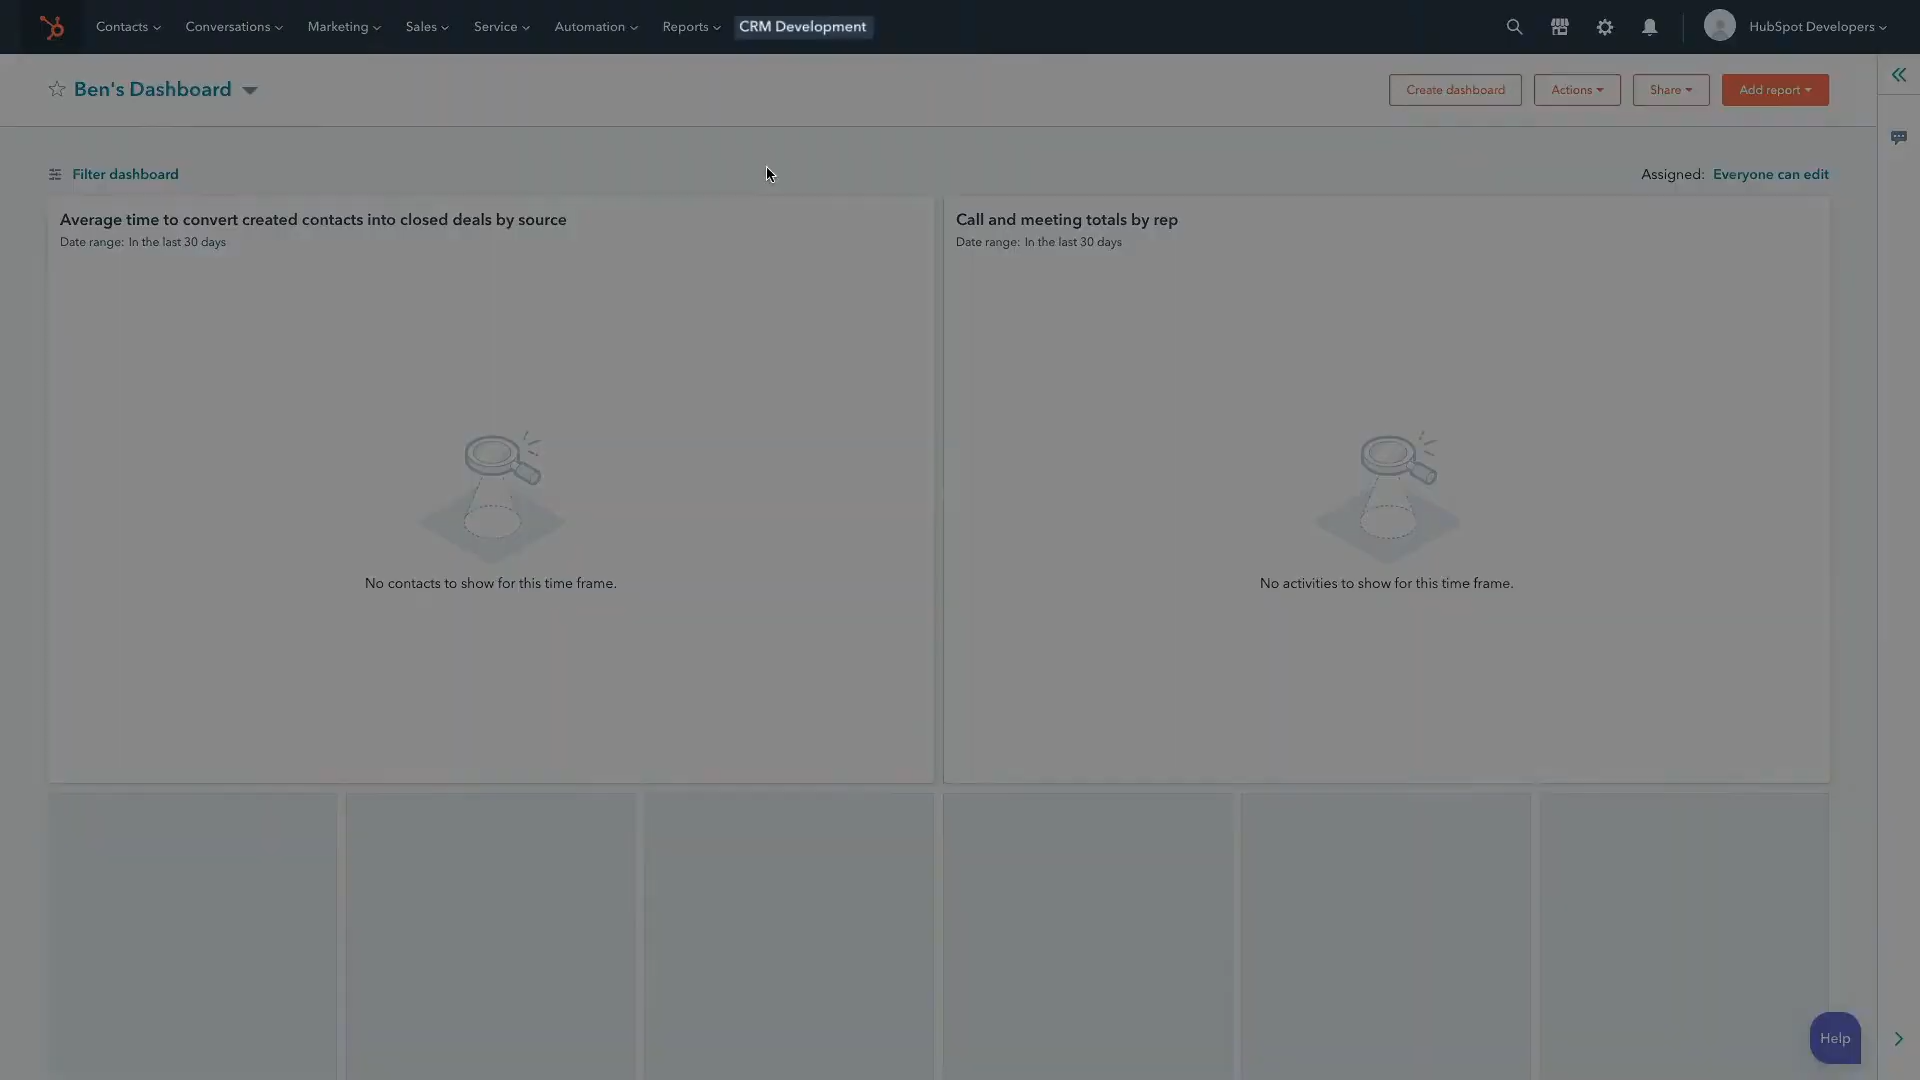 Contacts Conversations Marketing Sales Service Automation Reports CRM Development HubSpot Developers
Ben's Dashboard Create dashboard Actions Share Add report
Filter dashboard Assigned: Everyone can edit
Average time to convert created contacts into closed deals by source
Date range: In the last 30 days
No contacts to show for this time frame.
Call and meeting totals by rep
Date range: In the last 30 days
No activities to show for this time frame.
Help